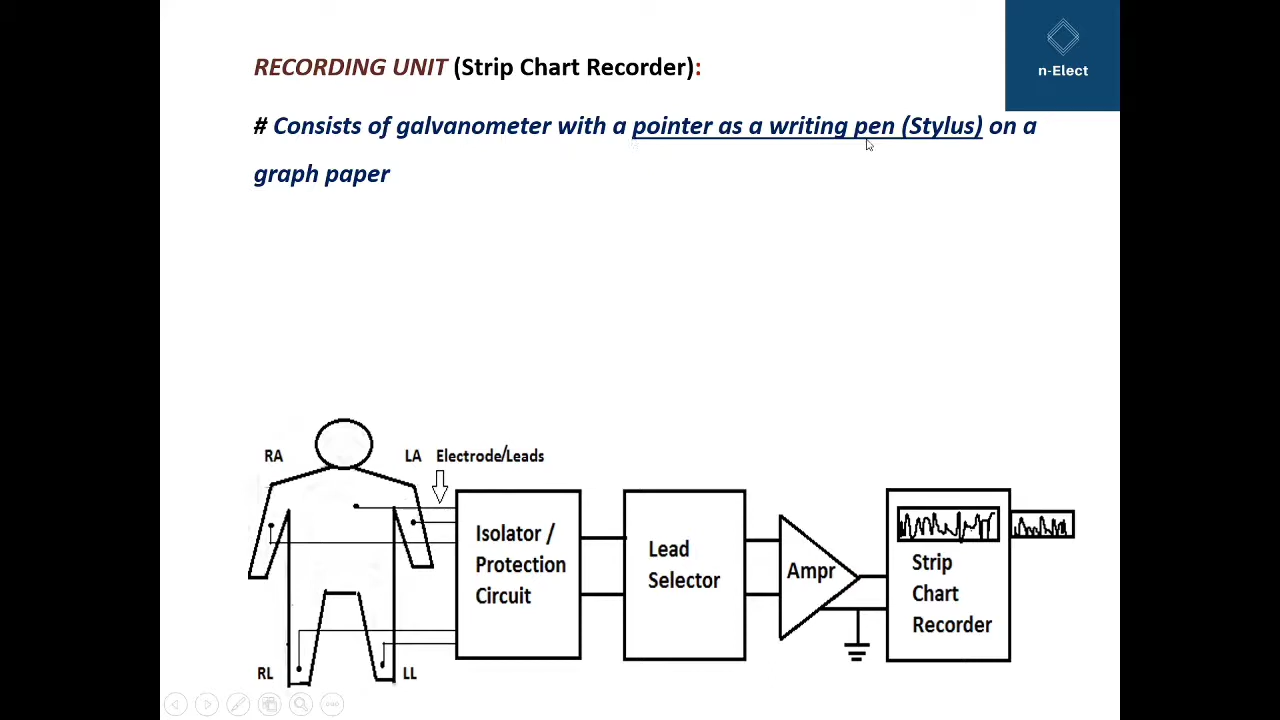 n-Elect
RECORDING UNIT (Strip Chart Recorder):
# Consists of galvanometer with a pointer as a writing pen (Stylus) on a
graph paper
RA
LA
Electrode/Leads
Isolator /
Protection
Circuit
Lead
Selector
Ampr
Strip
Chart
Recorder
RL
LL